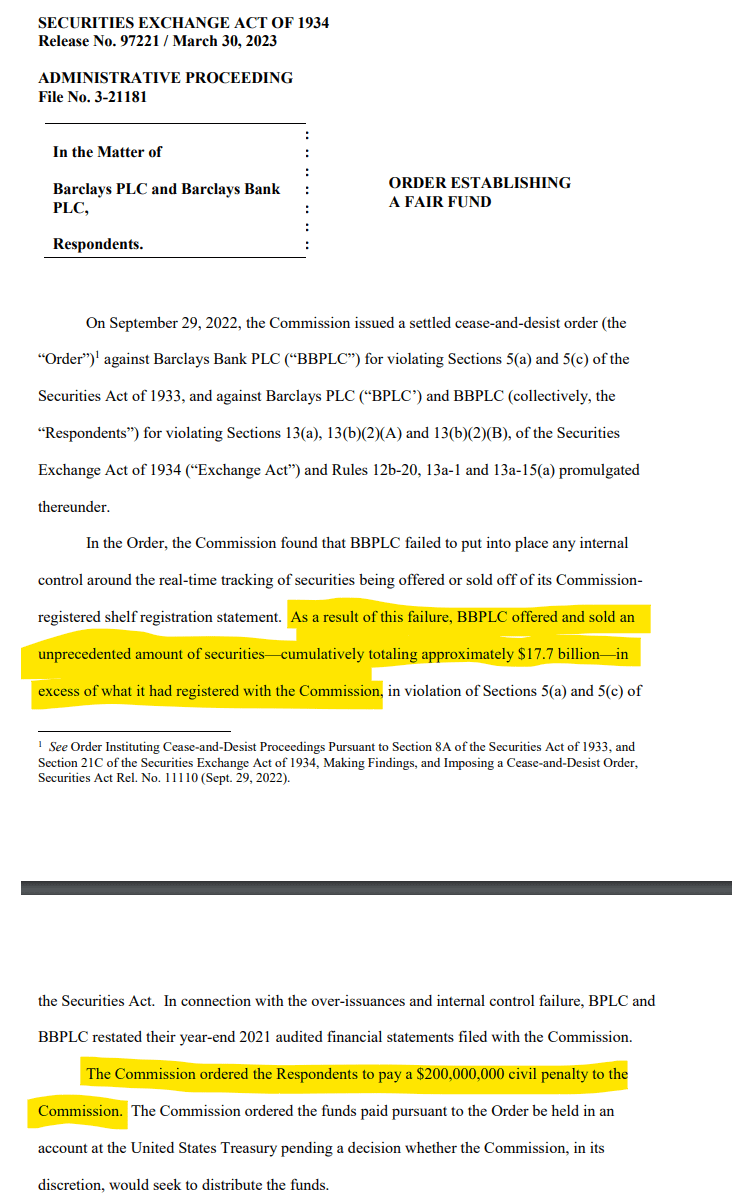 SECURITIES EXCHANGE ACT OF 1934
Release No. 97221 / March 30, 2023
ADMINISTRATIVE PROCEEDING
File No. 3-21181
:
In the Matter of :
:
Barclays PLC and Barclays Bank :
PLC, :
:
Respondents. :
ORDER ESTABLISHING
A FAIR FUND
On September 29, 2022, the Commission issued a settled cease-and-desist order (the
“Order”)1 against Barclays Bank PLC (“BBPLC”) for violating Sections 5(a) and 5(c) of the
Securities Act of 1933, and against Barclays PLC (“BPLC’) and BBPLC (collectively, the
“Respondents”) for violating Sections 13(a), 13(b)(2)(A) and 13(b)(2)(B), of the Securities
Exchange Act of 1934 (“Exchange Act”) and Rules 12b-20, 13a-1 and 13a-15(a) promulgated
thereunder.
In the Order, the Commission found that BBPLC failed to put into place any internal
control around the real-time tracking of securities being offered or sold off of its Commission-
registered shelf registration statement. As a result of this failure, BBPLC offered and sold an
unprecedented amount of securities—cumulatively totaling approximately $17.7 billion—in
excess of what it had registered with the Commission, in violation of Sections 5(a) and 5(c) of
1 See Order Instituting Cease-and-Desist Proceedings Pursuant to Section 8A of the Securities Act of 1933, and
Section 21C of the Securities Exchange Act of 1934, Making Findings, and Imposing a Cease-and-Desist Order,
Securities Act Rel. No. 11110 (Sept. 29, 2022).
the Securities Act. In connection with the over-issuances and internal control failure, BPLC and
BBPLC restated their year-end 2021 audited financial statements filed with the Commission.
The Commission ordered the Respondents to pay a $200,000,000 civil penalty to the
Commission. The Commission ordered the funds paid pursuant to the Order be held in an
account at the United States Treasury pending a decision whether the Commission, in its
discretion, would seek to distribute the funds.